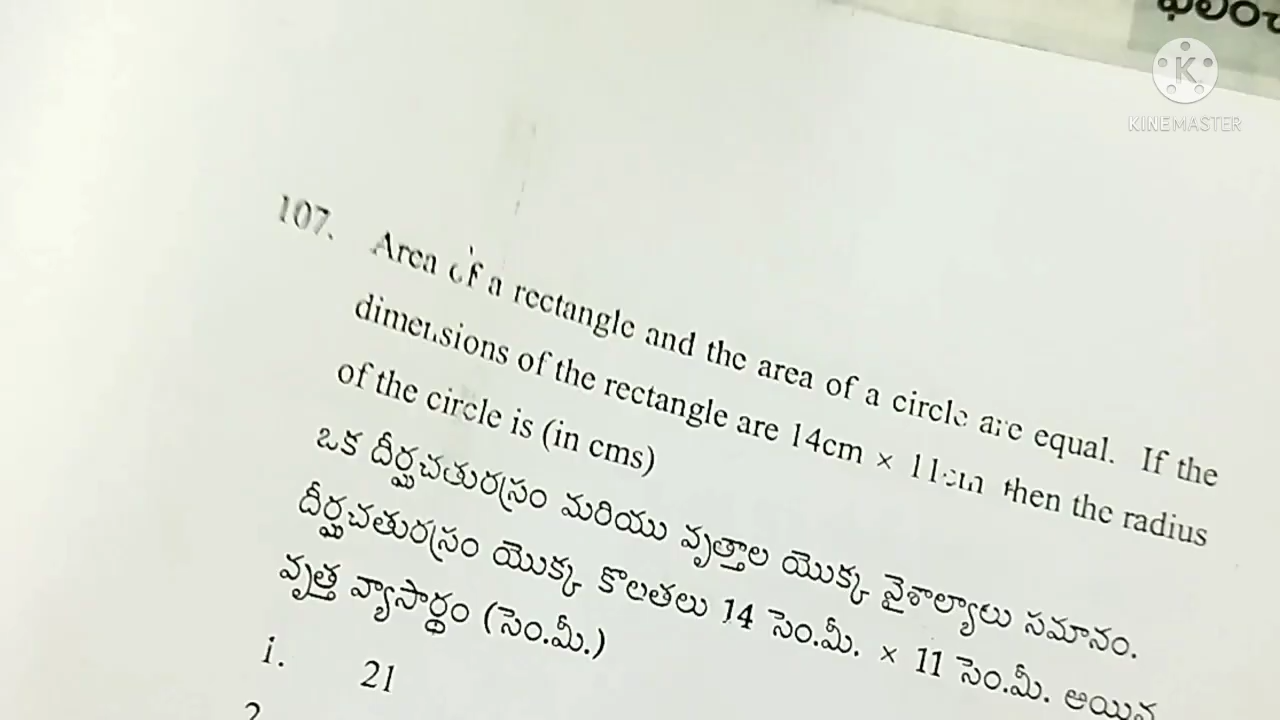 KINEMASTER
107. Area of a rectangle and the area of a circle are equal. If the
dimensions of the rectangle are 14cm × 11cm then the radius
of the circle is (in cms)
ఒక దీర్ఘచతురస్రం మరియు వృత్తాల యొక్క వైశాల్యాలు సమానం.
దీర్ఘచతురస్రం యొక్క కొలతలు 14 సెం.మీ. × 11 సెం.మీ. అయిన
వృత్త వ్యాసార్థం (సెం.మీ.)
1. 21
2